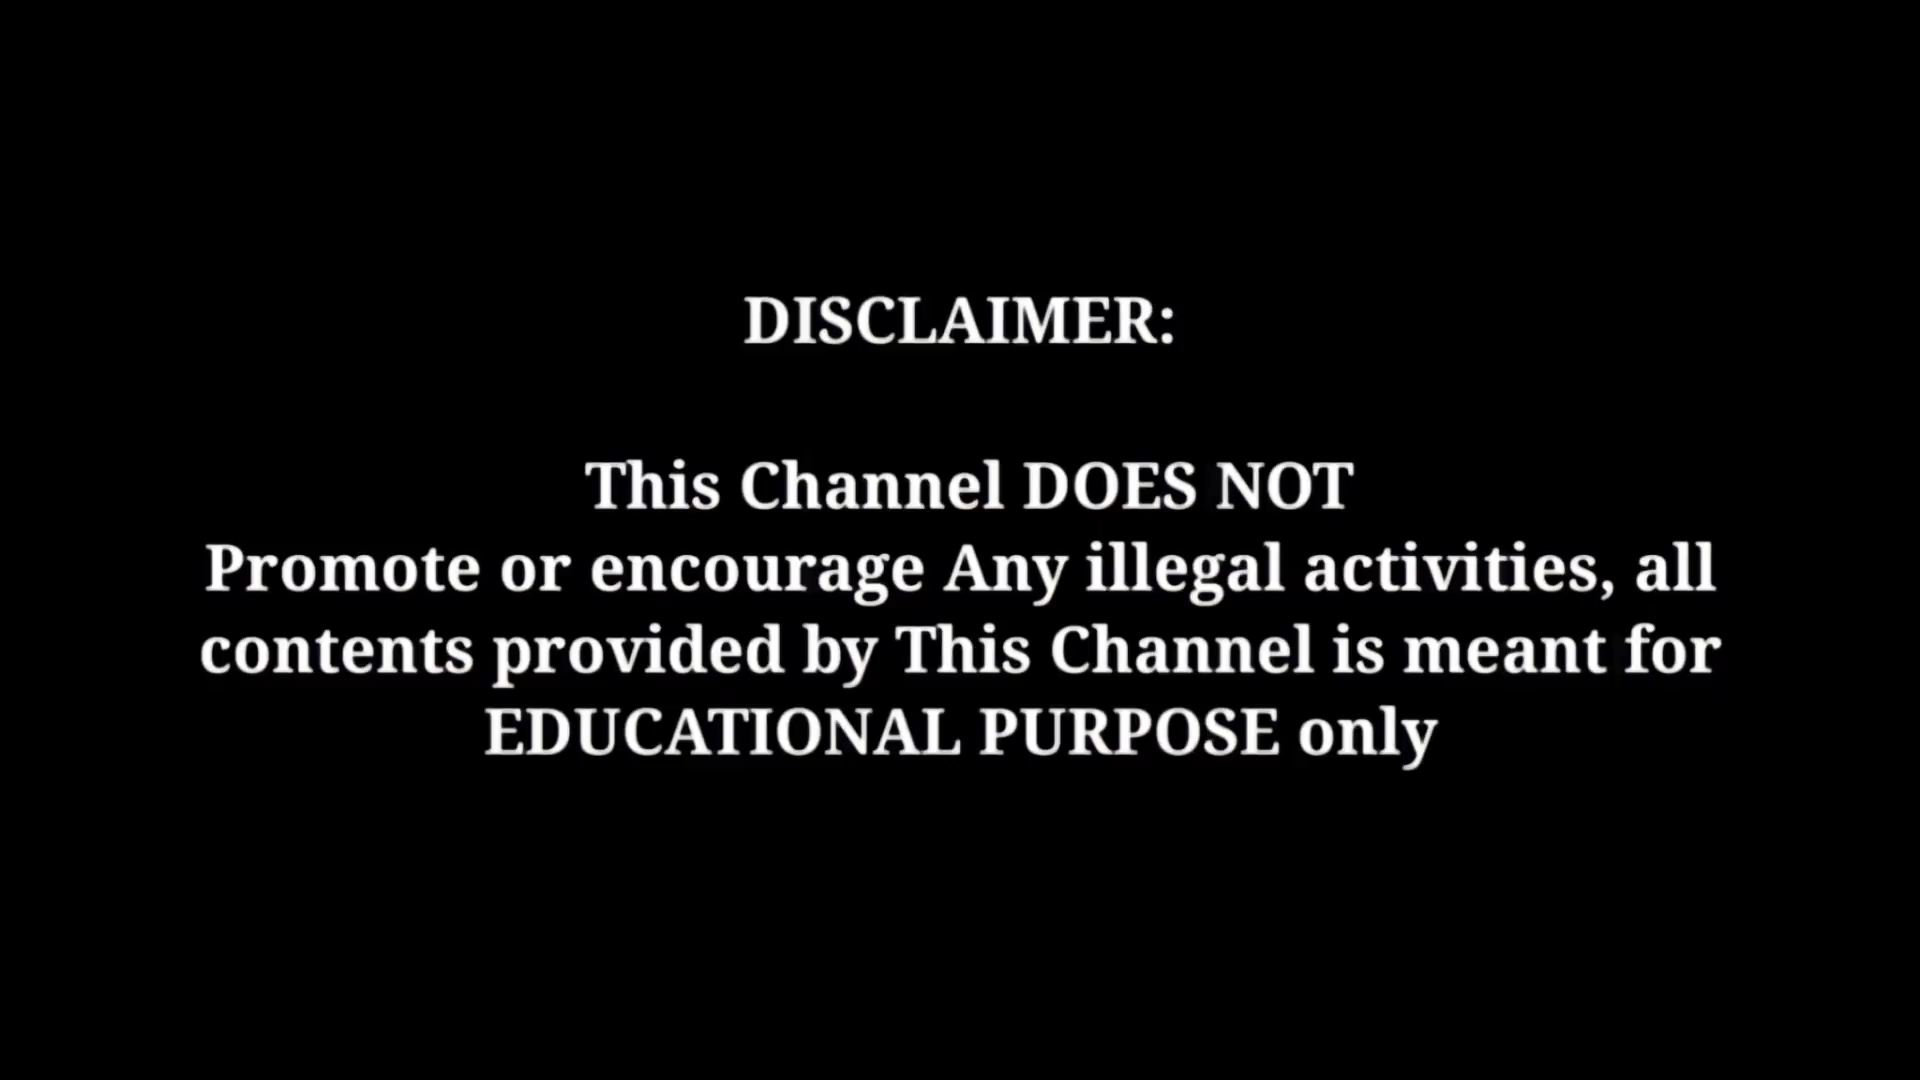 DISCLAIMER:
This Channel DOES NOT
Promote or encourage Any illegal activities, all
contents provided by This Channel is meant for
EDUCATIONAL PURPOSE only